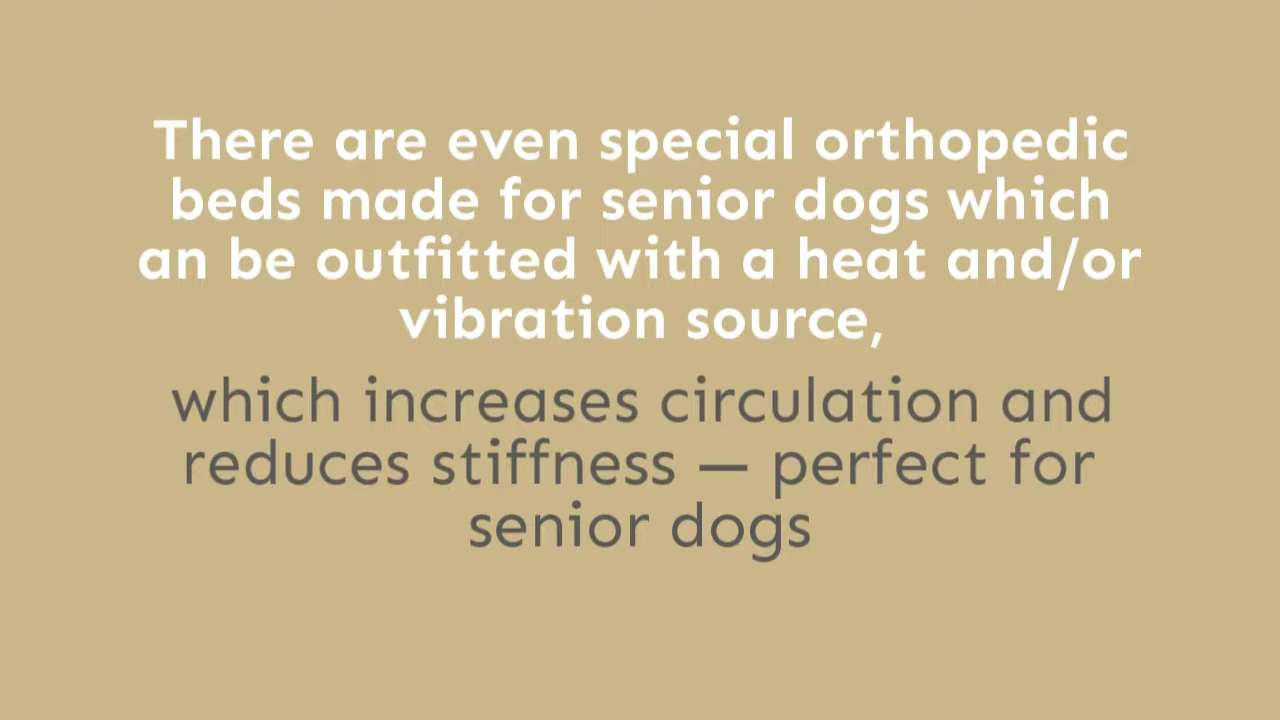 There are even special orthopedic
beds made for senior dogs which
an be outfitted with a heat and/or
vibration source,
which increases circulation and
reduces stiffness — perfect for
senior dogs